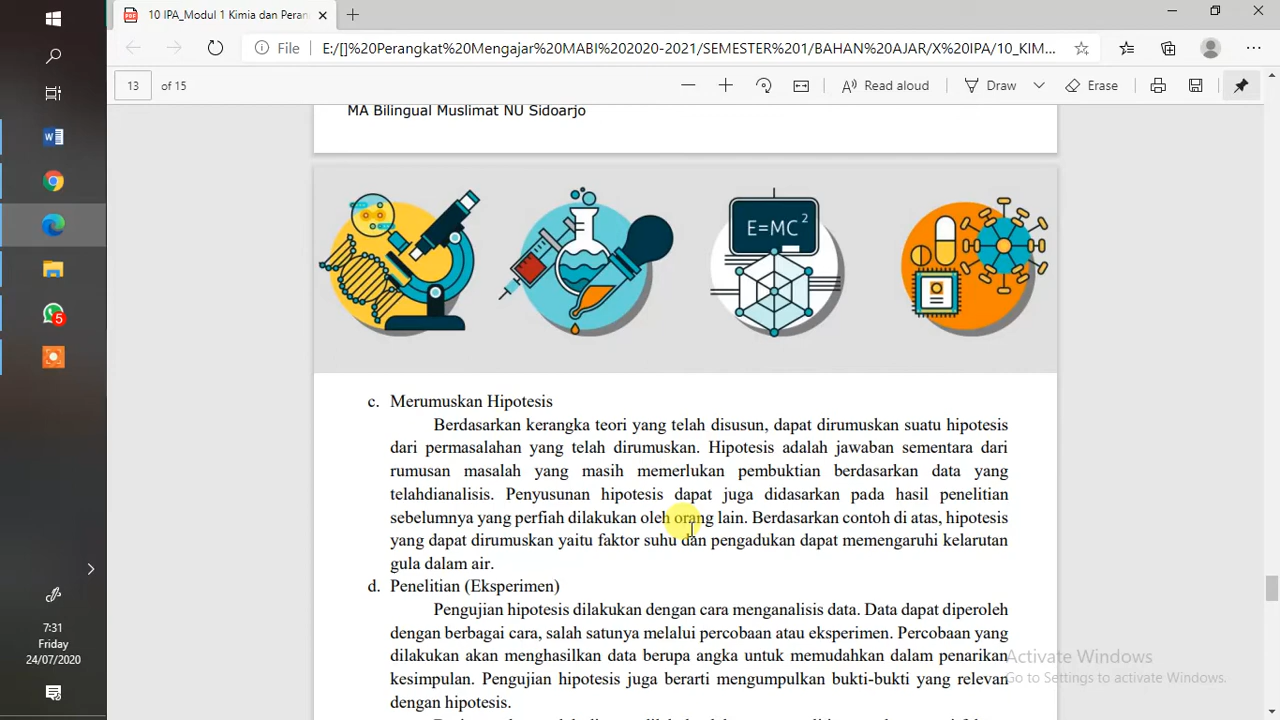 10 IPA_Modul 1 Kimia dan Peran
File
E:/[]%20Perangkat%20Mengajar%20MABI%202020-2021/SEMESTER%201/BAHAN%20AJAR/X%20IPA/10_KIM...
13 of 15
Read aloud
Draw
Erase
MA Bilingual Muslimat NU Sidoarjo
E=MC²
c. Merumuskan Hipotesis
Berdasarkan kerangka teori yang telah disusun, dapat dirumuskan suatu hipotesis
dari permasalahan yang telah dirumuskan. Hipotesis adalah jawaban sementara dari
rumusan masalah yang masih memerlukan pembuktian berdasarkan data yang
telahdianalisis. Penyusunan hipotesis dapat juga didasarkan pada hasil penelitian
sebelumnya yang perfiah dilakukan oleh orang lain. Berdasarkan contoh di atas, hipotesis
yang dapat dirumuskan yaitu faktor suhu dan pengadukan dapat memengaruhi kelarutan
gula dalam air.
d. Penelitian (Eksperimen)
Pengujian hipotesis dilakukan dengan cara menganalisis data. Data dapat diperoleh
dengan berbagai cara, salah satunya melalui percobaan atau eksperimen. Percobaan yang
dilakukan akan menghasilkan data berupa angka untuk memudahkan dalam penarikan
kesimpulan. Pengujian hipotesis juga berarti mengumpulkan bukti-bukti yang relevan
dengan hipotesis.
Activate Windows
Go to Settings to activate Windows.
5
7:31
Friday
24/07/2020